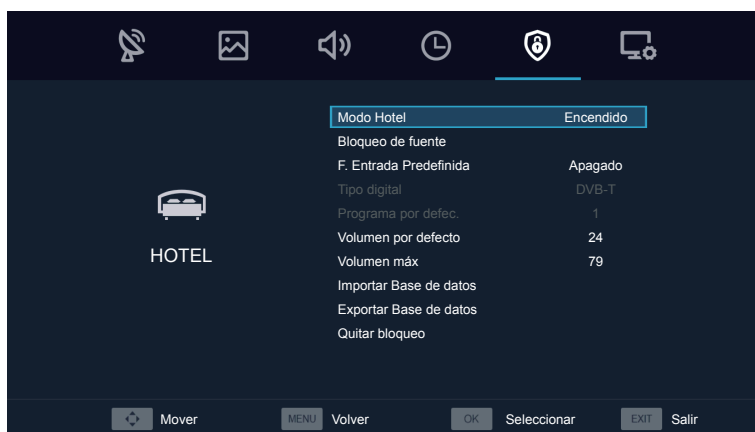 Modo Hotel Encendido
Bloqueo de fuente
F. Entrada Predefinida Apagado
Tipo digital DVB-T
Programa por defec. 1
HOTEL
Volumen por defecto 24
Volumen máx 79
Importar Base de datos
Exportar Base de datos
Quitar bloqueo
Mover MENU Volver OK Seleccionar EXIT Salir